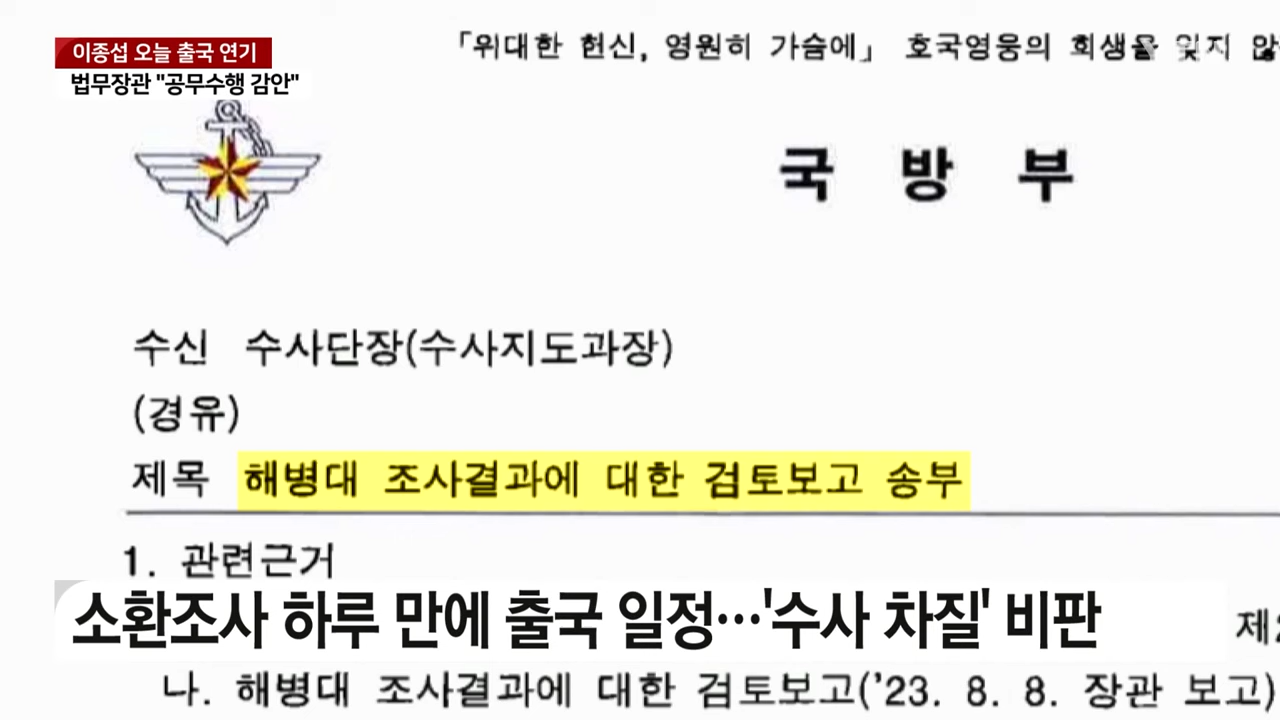 이종섭 오늘 출국 연기
법무장관 "공무수행 감안"
「위대한 헌신, 영원히 가슴에」 호국영웅의 희생을 잊지 않
국 방 부
수신 수사단장(수사지도과장)
(경유)
제목 해병대 조사결과에 대한 검토보고 송부
1. 관련근거
소환조사 하루 만에 출국 일정…'수사 차질' 비판
나. 해병대 조사결과에 대한 검토보고('23. 8. 8. 장관 보고)